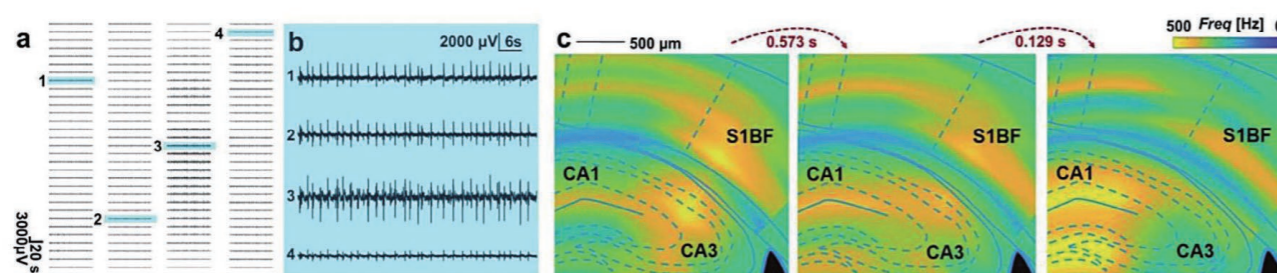 a
1
2
3
4
3000µV
20 s
b
2000 µV
6s
1
2
3
4
c
500 µm
0.573 s
0.129 s
500 Freq [Hz]
S1BF
CA1
CA3
S1BF
CA1
CA3
S1BF
CA1
CA3